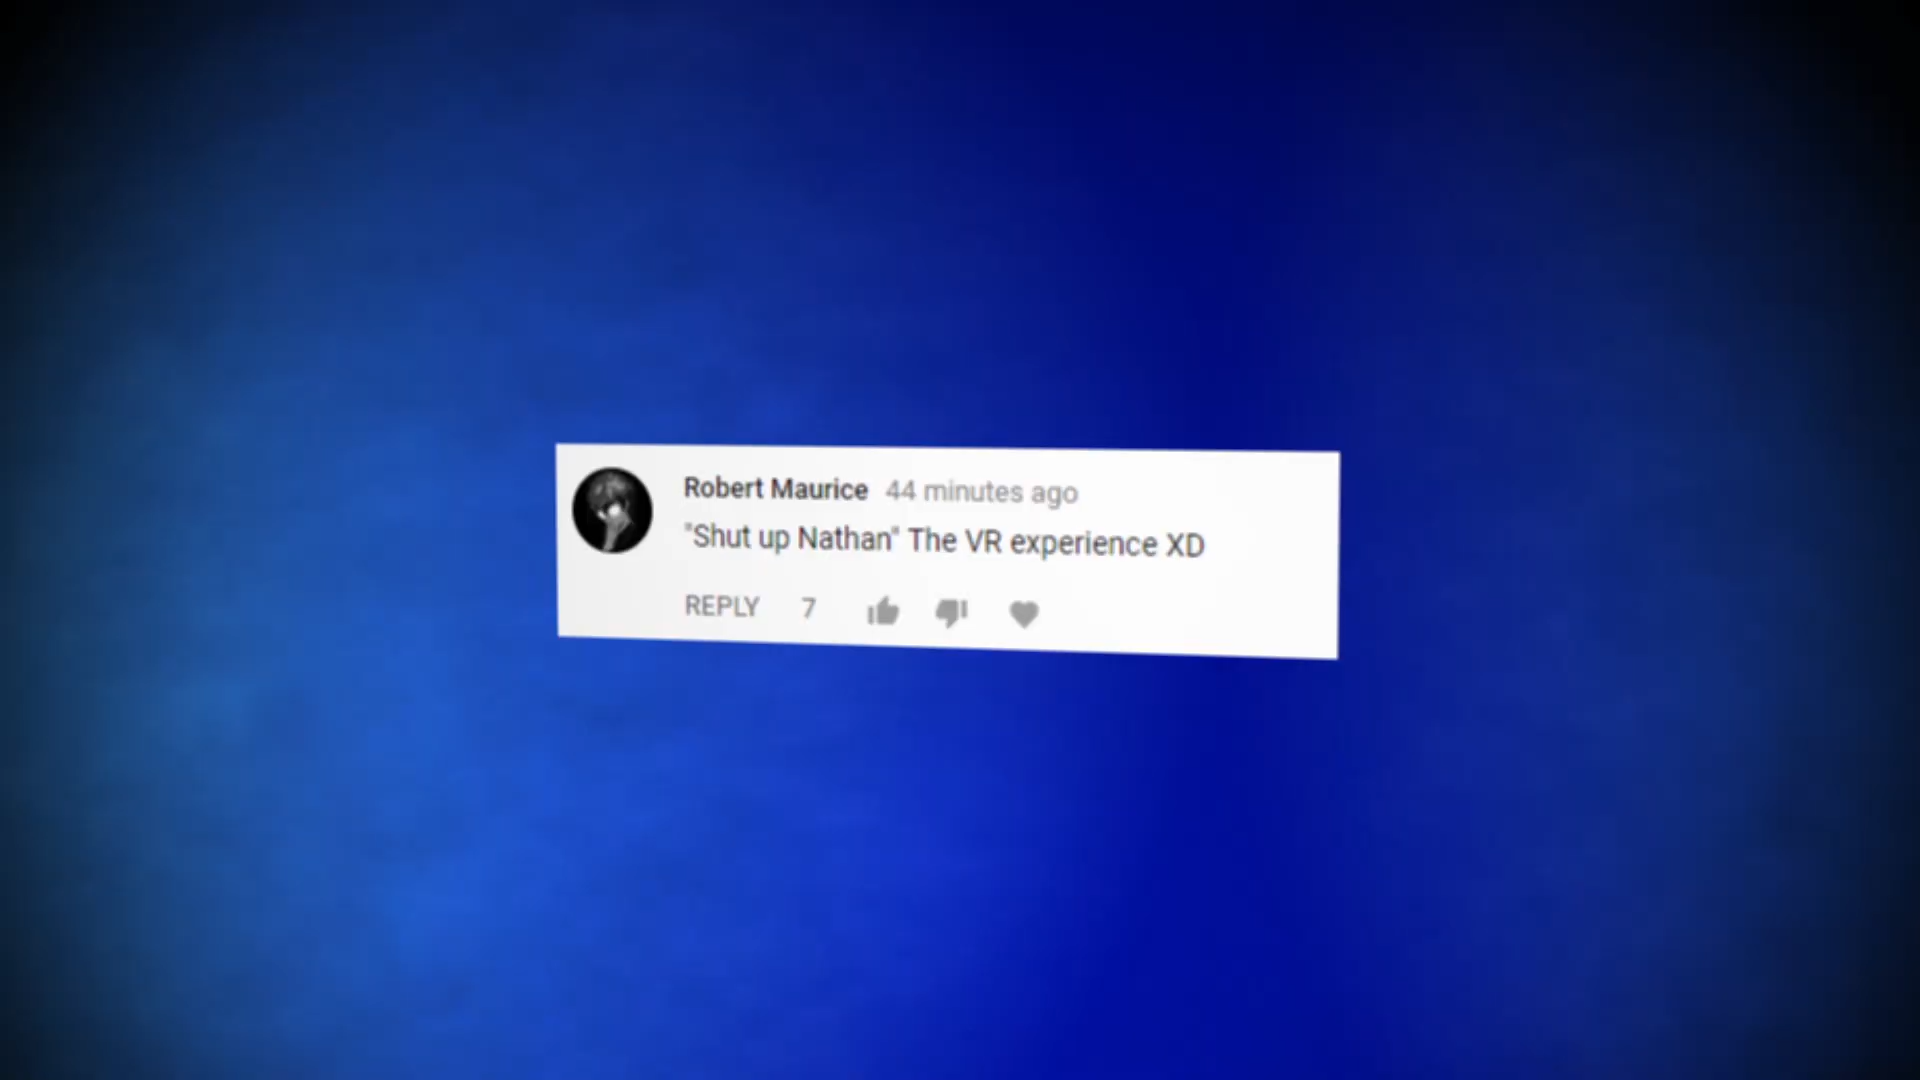 Robert Maurice 44 minutes ago
"Shut up Nathan" The VR experience XD
REPLY 7